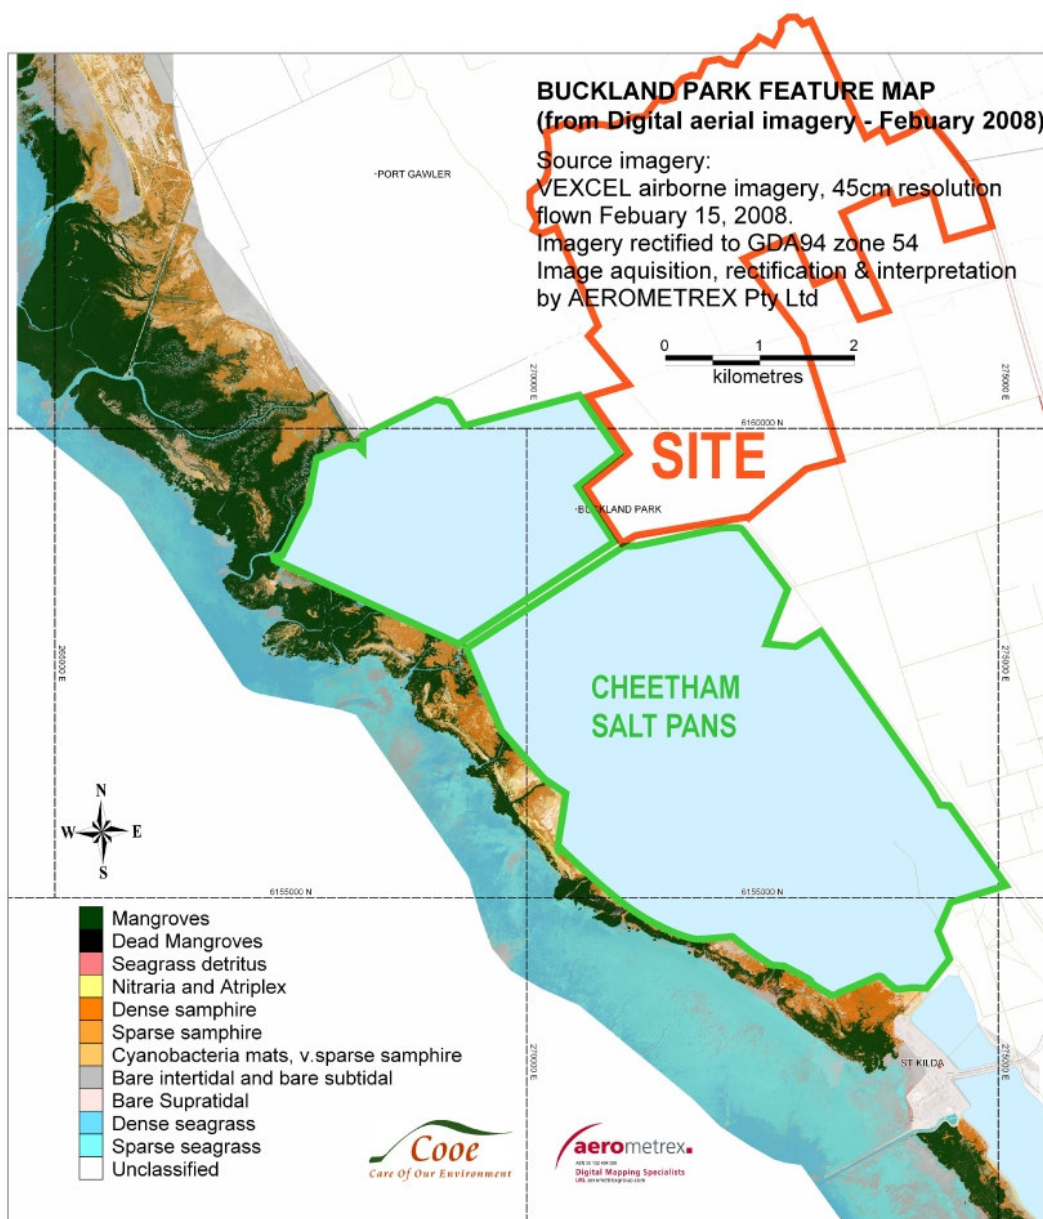 BUCKLAND PARK FEATURE MAP
(from Digital aerial imagery - Febuary 2008)
Source imagery:
VEXCEL airborne imagery, 45cm resolution
flown Febuary 15, 2008.
Imagery rectified to GDA94 zone 54
Image aquisition, rectification & interpretation
by AEROMETREX Pty Ltd
PORT GAWLER
0 1 2
kilometres
270000 E
275000 E
6160000 N
SITE
BUCKLAND PARK
265000 E
275000 E
CHEETHAM
SALT PANS
N
W E
S
6155000 N
6155000 N
Mangroves
Dead Mangroves
Seagrass detritus
Nitraria and Atriplex
Dense samphire
Sparse samphire
Cyanobacteria mats, v.sparse samphire
Bare intertidal and bare subtidal
Bare Supratidal
Dense seagrass
Sparse seagrass
Unclassified
270000 E
275000 E
ST KILDA
Cooe
Care Of Our Environment
aerometrex.
Digital Mapping Specialists